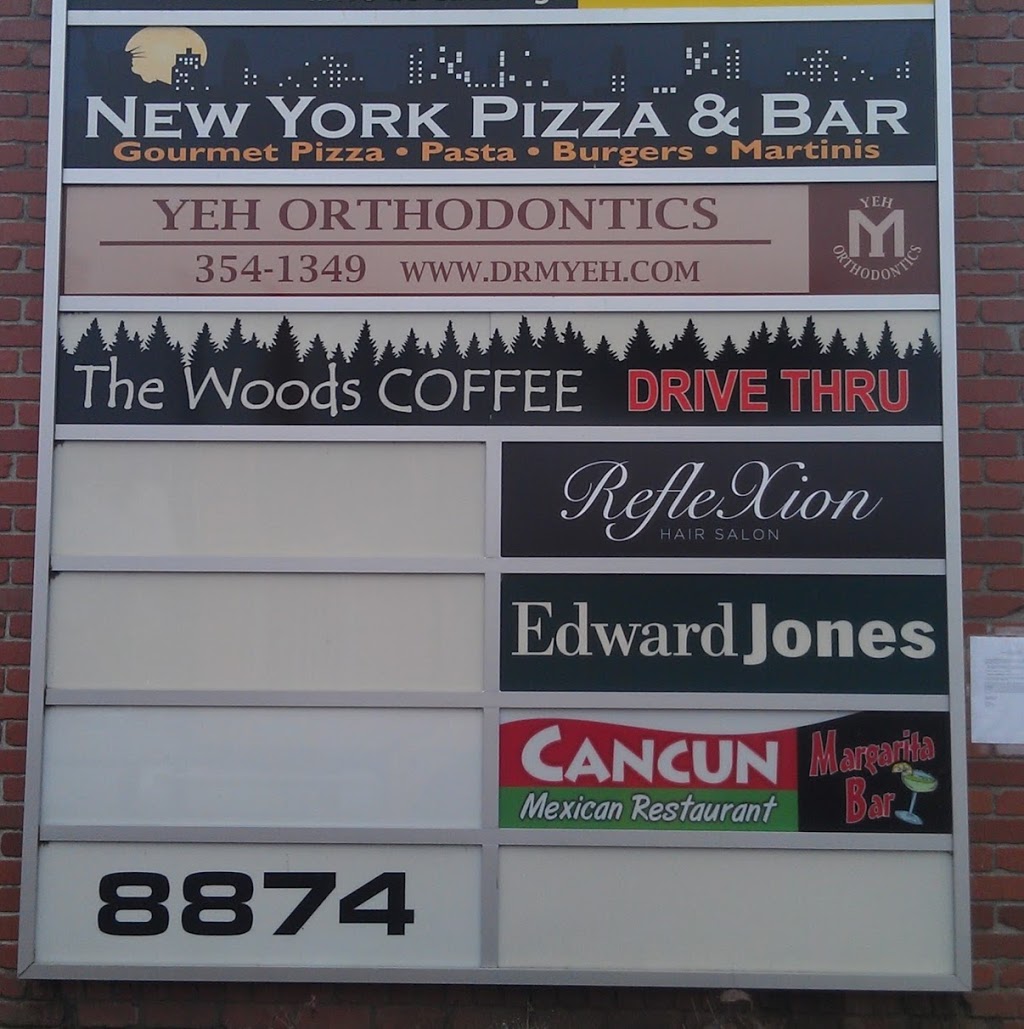 NEW YORK PIZZA & BAR
Gourmet Pizza • Pasta • Burgers • Martinis
YEH ORTHODONTICS
354-1349 WWW.DRMYEH.COM
YEH
MY
ORTHODONTICS
The Woods COFFEE DRIVE THRU
RefleXion
HAIR SALON
Edward Jones
CANCUN
Mexican Restaurant
Margarita
Bar
8874